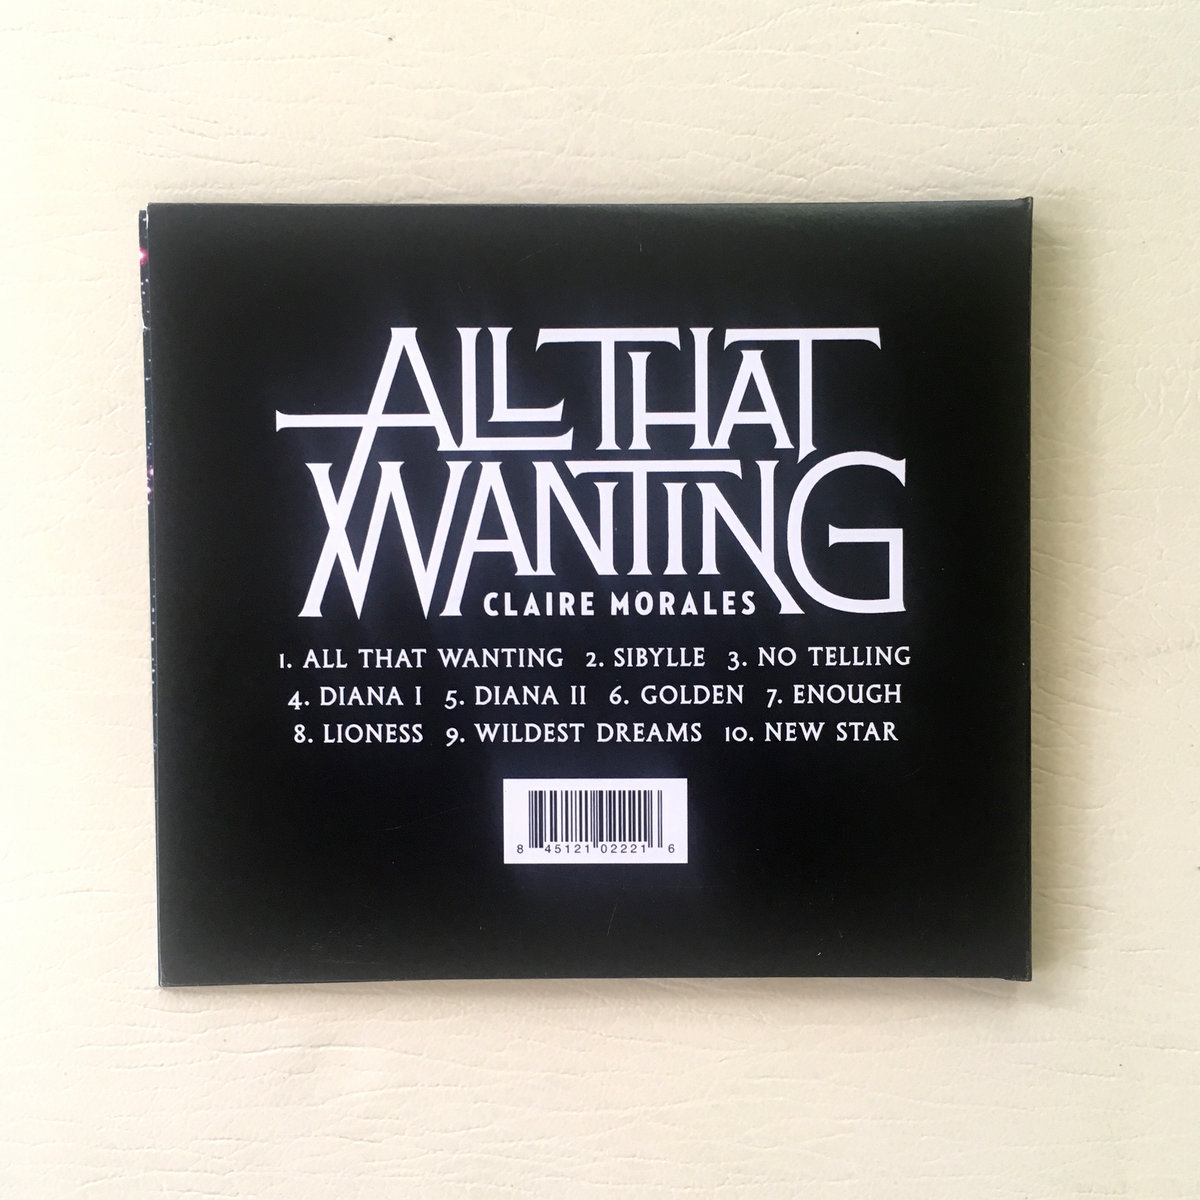 ALL THAT
WANTING
CLAIRE MORALES
1. ALL THAT WANTING 2. SIBYLLE 3. NO TELLING
4. DIANA I 5. DIANA II 6. GOLDEN 7. ENOUGH
8. LIONESS 9. WILDEST DREAMS 10. NEW STAR
8 45121 02221 6